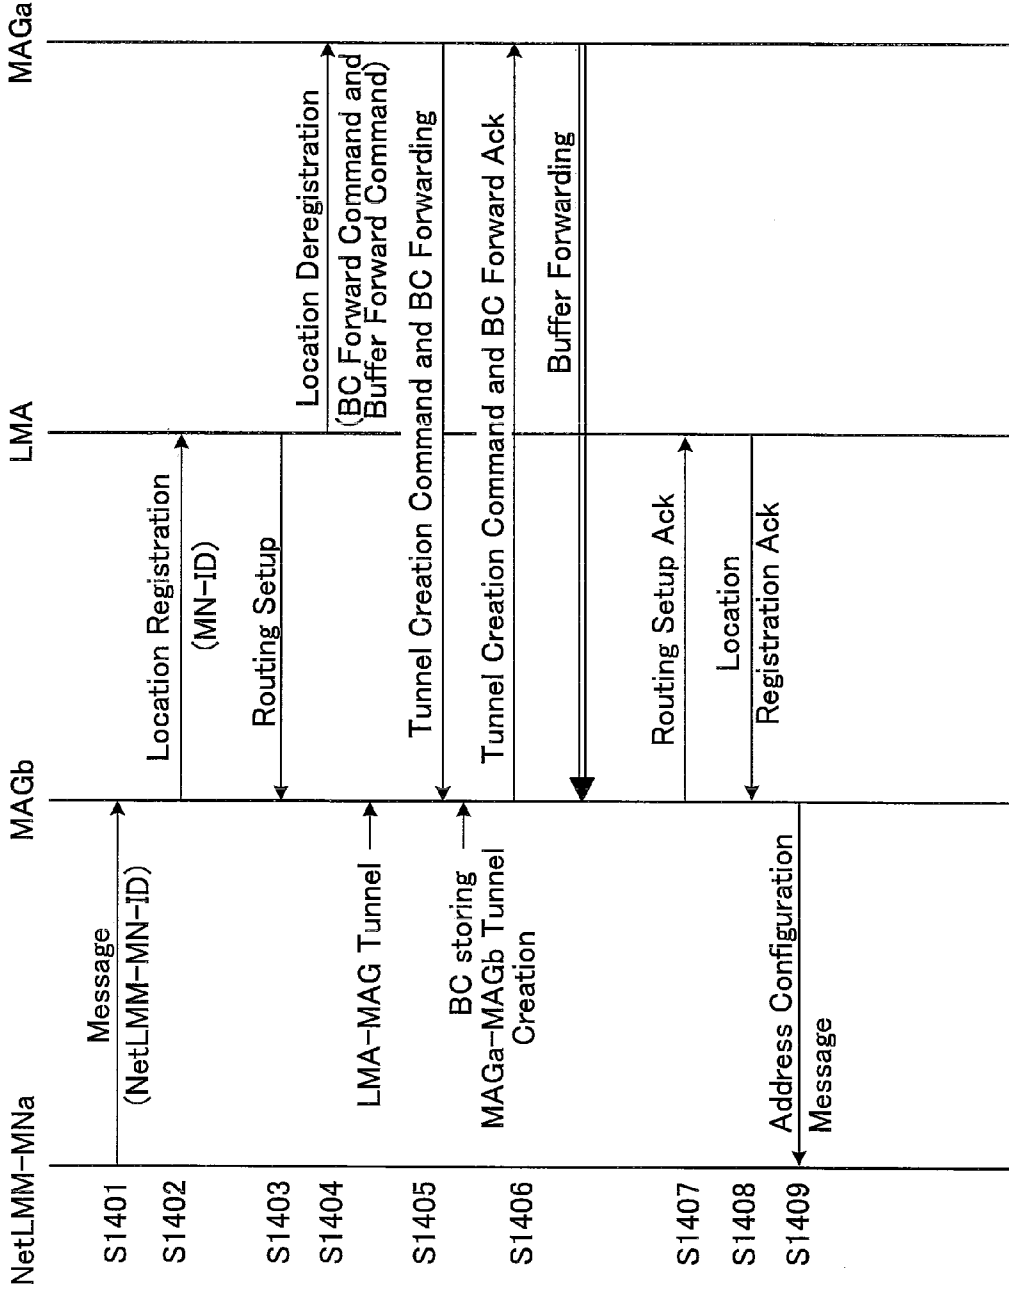 NetLMM-MNa
MAGb
LMA
MAGa
S1401
Message
(NetLMM-MN-ID)
S1402
Location Registration
(MN-ID)
S1403
Routing Setup
S1404
Location Deregistration
(BC Forward Command and
Buffer Forward Command)
LMA-MAG Tunnel
S1405
Tunnel Creation Command and BC Forwarding
BC storing
MAGa-MAGb Tunnel
Creation
S1406
Tunnel Creation Command and BC Forward Ack
Buffer Forwarding
S1407
Routing Setup Ack
S1408
Location
Registration Ack
S1409
Address Configuration
Message